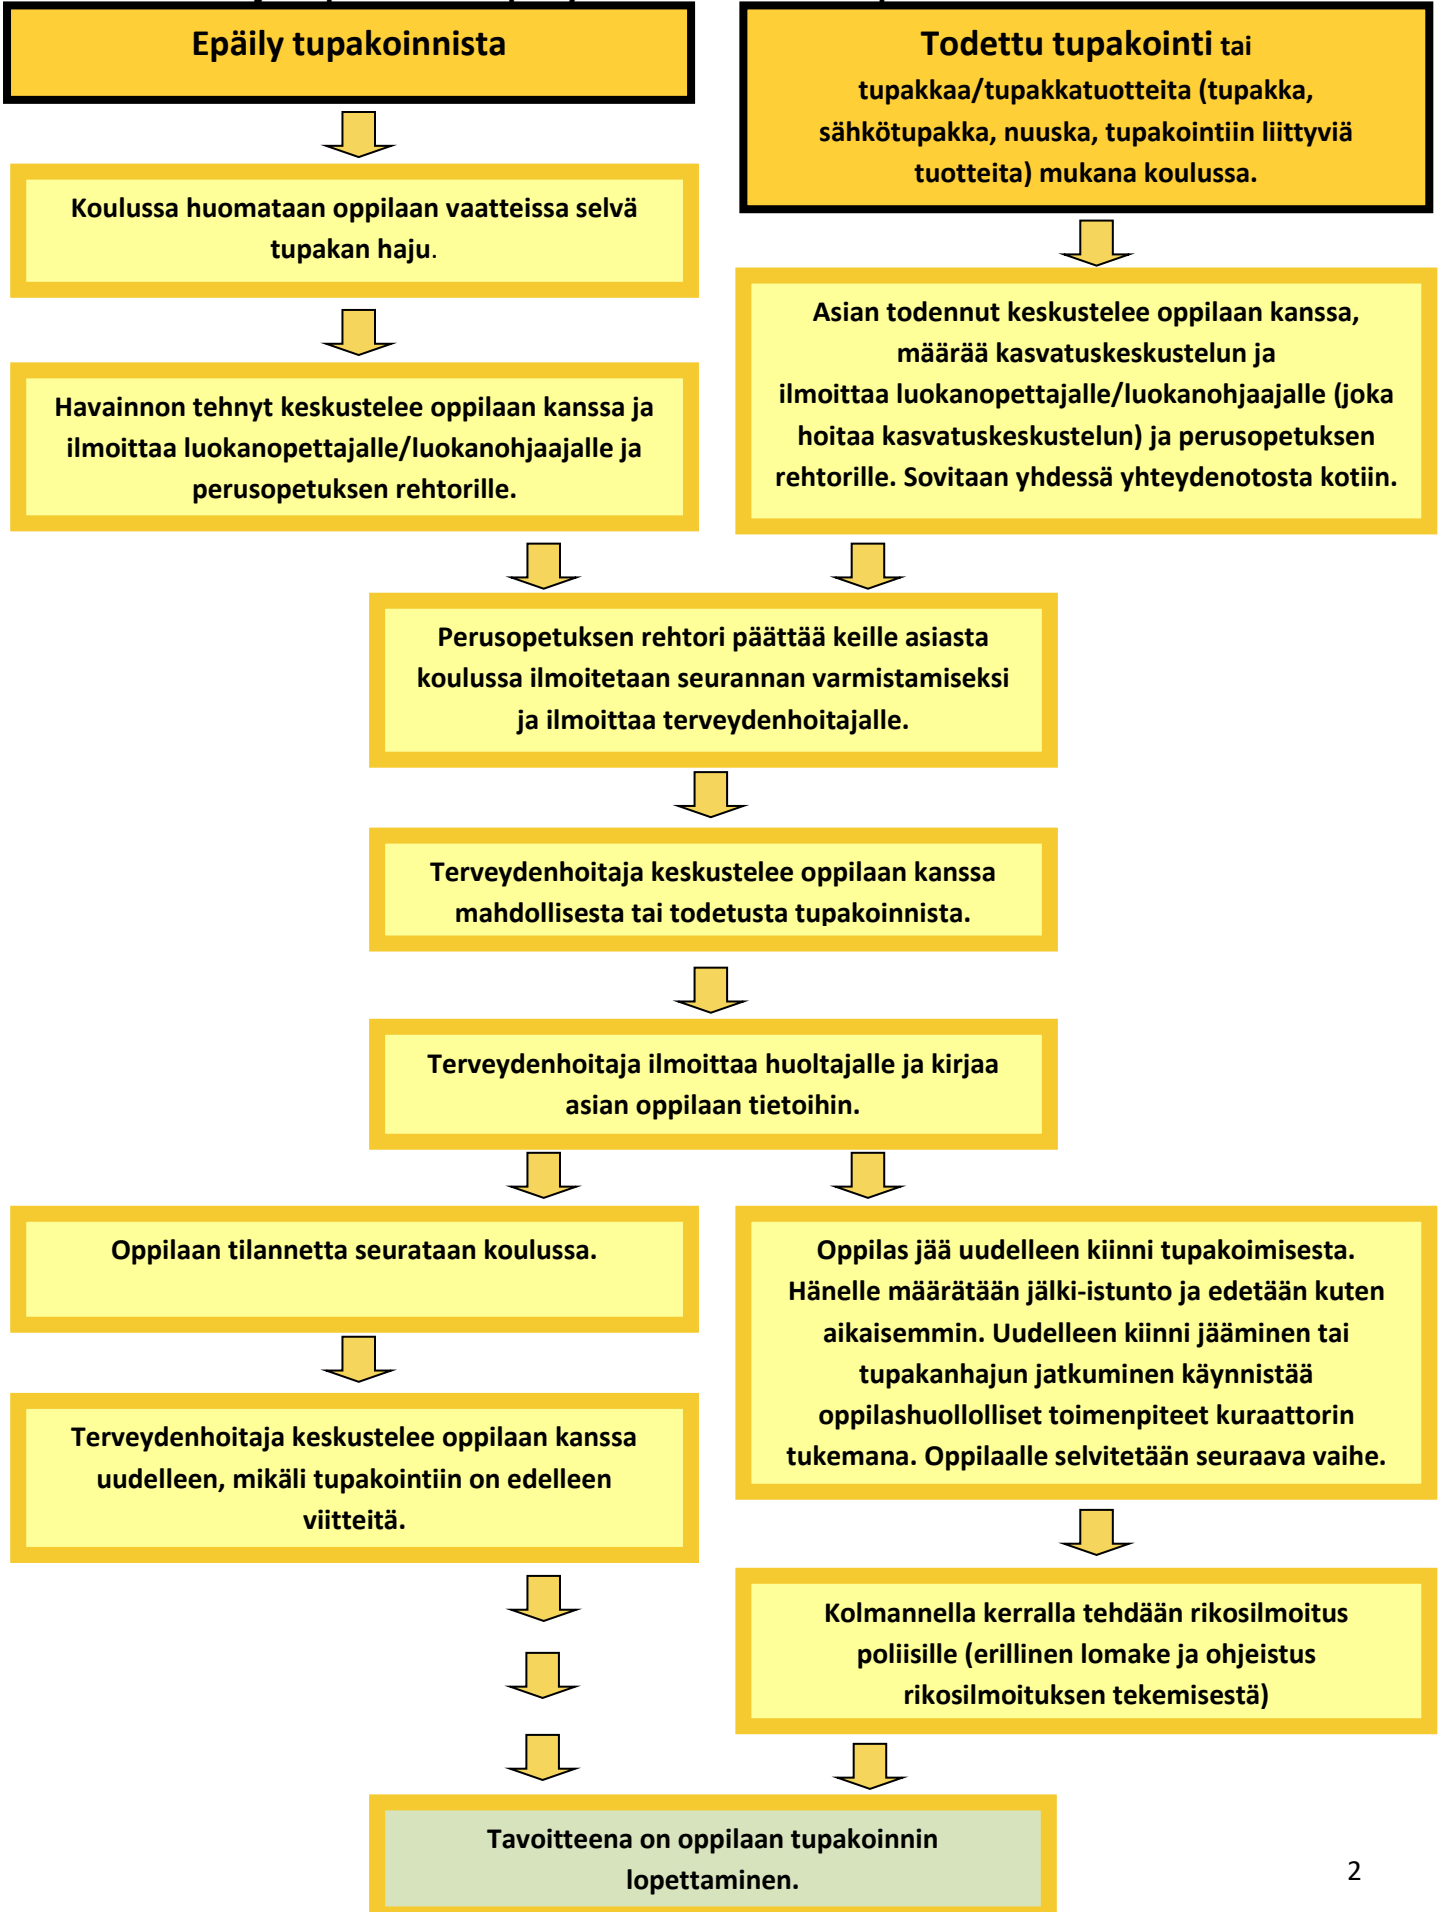 Epäily tupakoinnista
Todettu tupakointi tai
tupakkaa/tupakkatuotteita (tupakka,
sähkötupakka, nuuska, tupakointiin liittyviä
tuotteita) mukana koulussa.
Koulussa huomataan oppilaan vaatteissa selvä
tupakan haju.
Asian todennut keskustelee oppilaan kanssa,
määrää kasvatuskeskustelun ja
ilmoittaa luokanopettajalle/luokanohjaajalle (joka
hoitaa kasvatuskeskustelun) ja perusopetuksen
rehtorille. Sovitaan yhdessä yhteydenotosta kotiin.
Havainnon tehnyt keskustelee oppilaan kanssa ja
ilmoittaa luokanopettajalle/luokanohjaajalle ja
perusopetuksen rehtorille.
Perusopetuksen rehtori päättää keille asiasta
koulussa ilmoitetaan seurannan varmistamiseksi
ja ilmoittaa terveydenhoitajalle.
Terveydenhoitaja keskustelee oppilaan kanssa
mahdollisesta tai todetusta tupakoinnista.
Terveydenhoitaja ilmoittaa huoltajalle ja kirjaa
asian oppilaan tietoihin.
Oppilaan tilannetta seurataan koulussa.
Terveydenhoitaja keskustelee oppilaan kanssa
uudelleen, mikäli tupakointiin on edelleen
viitteitä.
Oppilas jää uudelleen kiinni tupakoimisesta.
Hänelle määrätään jälki-istunto ja edetään kuten
aikaisemmin. Uudelleen kiinni jääminen tai
tupakanhajun jatkuminen käynnistää
oppilashuollolliset toimenpiteet kuraattorin
tukemana. Oppilaalle selvitetään seuraava vaihe.
Kolmannella kerralla tehdään rikosilmoitus
poliisille (erillinen lomake ja ohjeistus
rikosilmoituksen tekemisestä)
Tavoitteena on oppilaan tupakoinnin
lopettaminen.
2